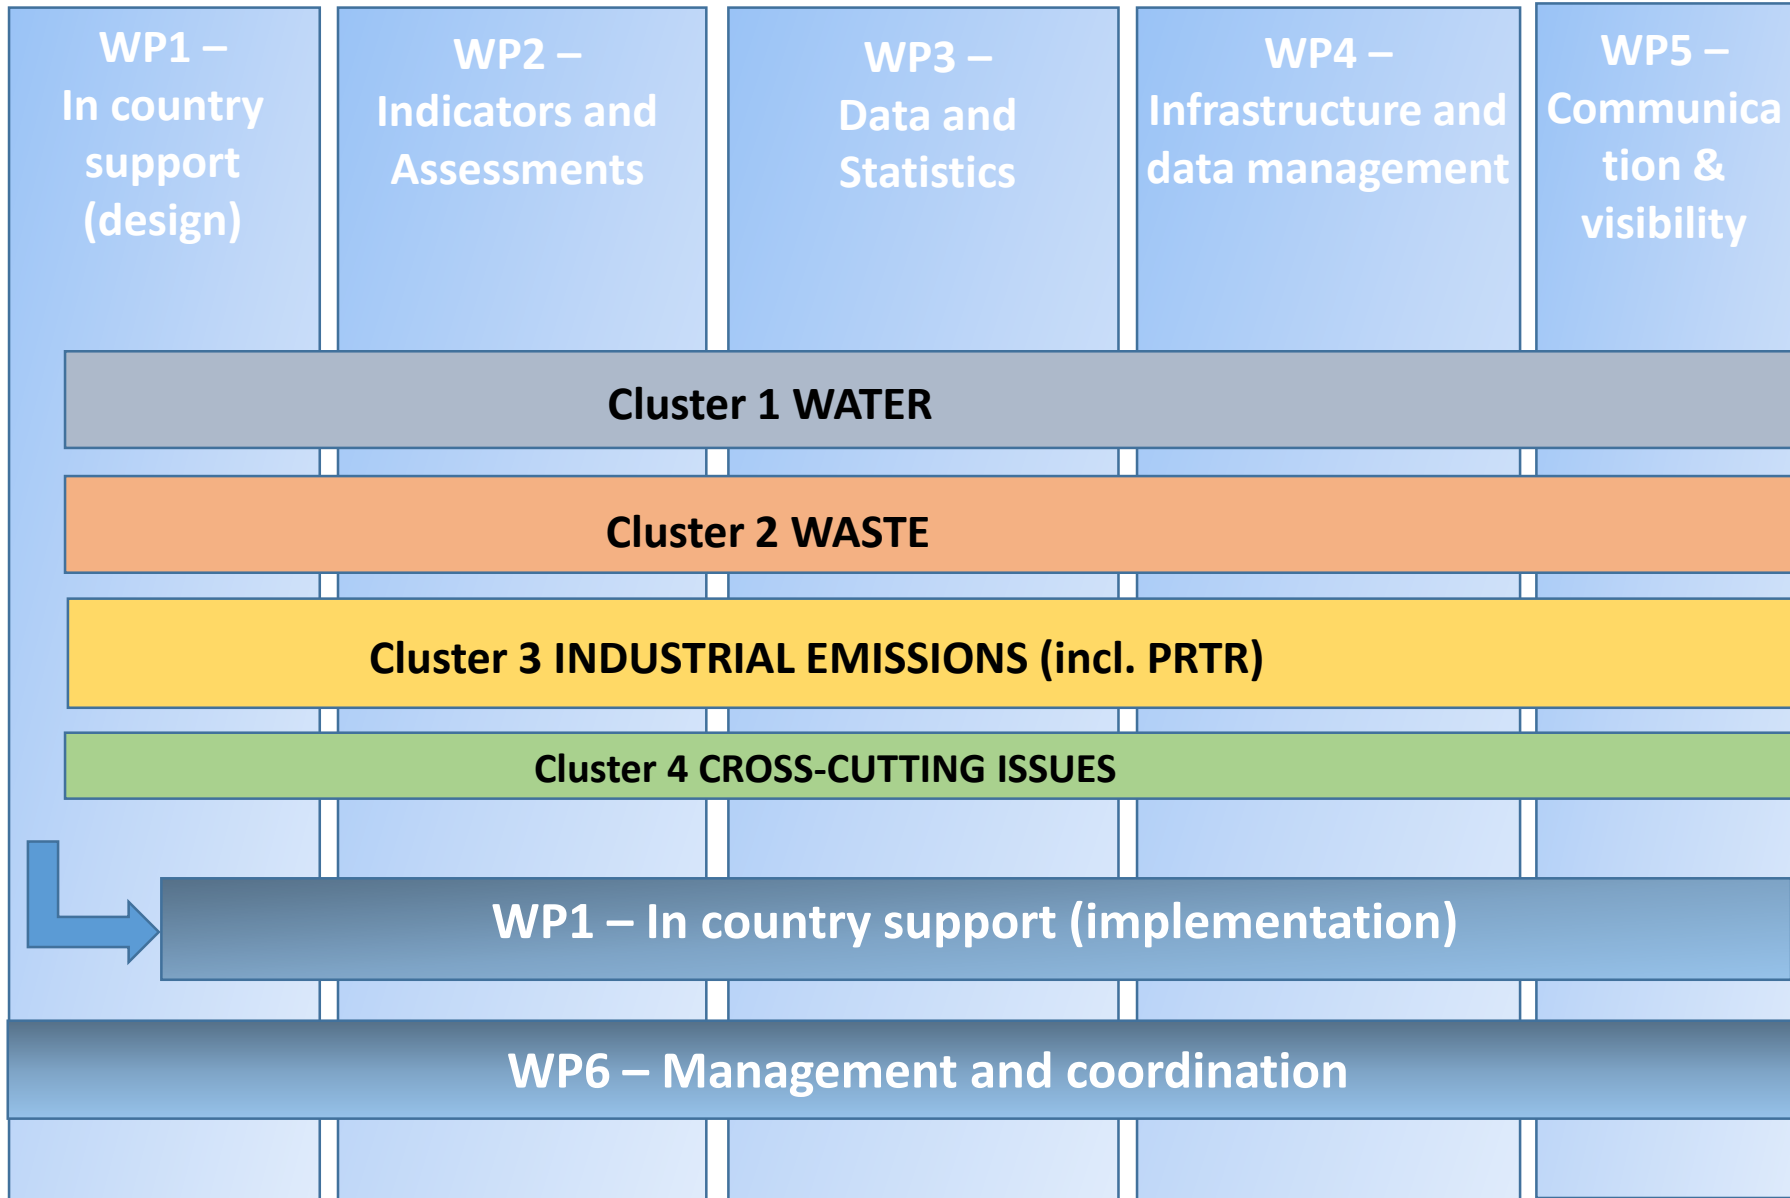 WP1 –
In country
support
(design)
WP2 –
Indicators and
Assessments
WP3 –
Data and
Statistics
WP4 –
Infrastructure and
data management
WP5 –
Communica
tion &
visibility
Cluster 1 WATER
Cluster 2 WASTE
Cluster 3 INDUSTRIAL EMISSIONS (incl. PRTR)
Cluster 4 CROSS-CUTTING ISSUES
WP1 – In country support (implementation)
WP6 – Management and coordination